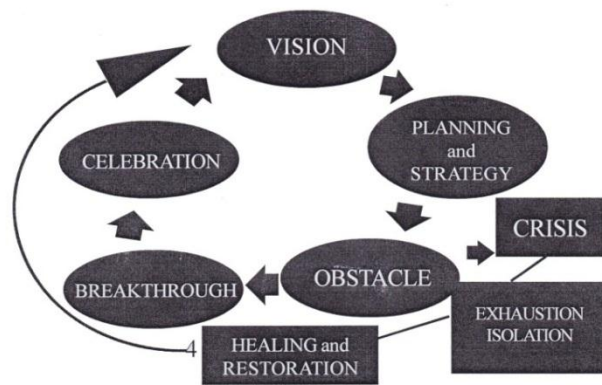 VISION
PLANNING
and
STRATEGY
CRISIS
OBSTACLE
EXHAUSTION
ISOLATION
HEALING and
RESTORATION
4
BREAKTHROUGH
CELEBRATION